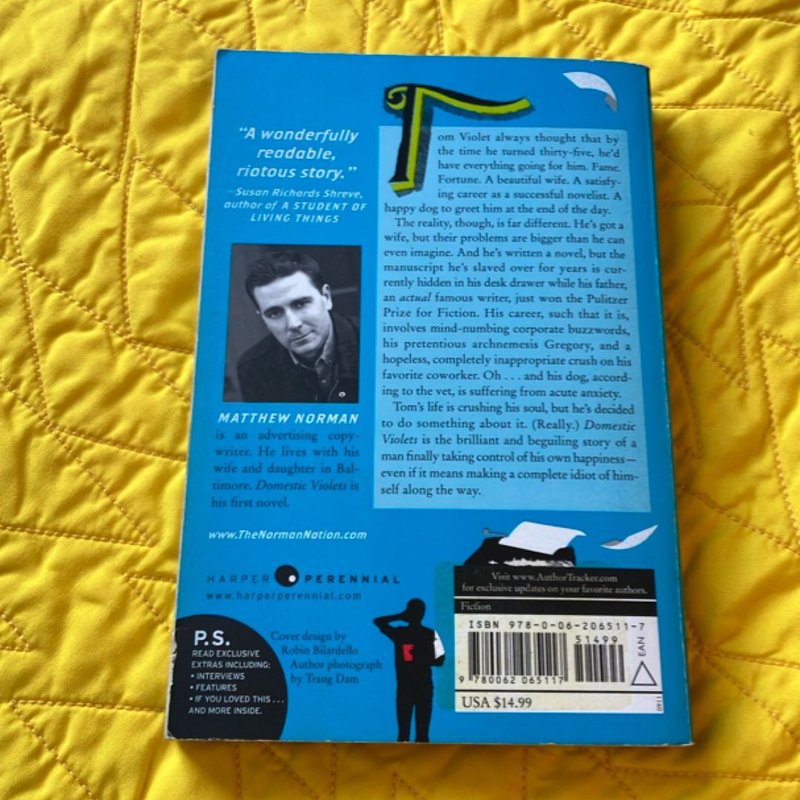 “A wonderfully
readable,
riotous story.”
—Susan Richards Shreve,
author of A STUDENT OF
LIVING THINGS
MATTHEW NORMAN
is an advertising copy-
writer. He lives with his
wife and daughter in Bal-
timore. Domestic Violets is
his first novel.
www.TheNormanNation.com
HARPER PERENNIAL
www.harperperennial.com
Tom Violet always thought that by
the time he turned thirty-five, he’d
have everything going for him. Fame.
Fortune. A beautiful wife. A satisfy-
ing career as a successful novelist. A
happy dog to greet him at the end of the day.
The reality, though, is far different. He’s got a
wife, but their problems are bigger than he can
even imagine. And he’s written a novel, but the
manuscript he’s slaved over for years is cur-
rently hidden in his desk drawer while his father,
an actual famous writer, just won the Pulitzer
Prize for Fiction. His career, such that it is,
involves mind-numbing corporate buzzwords,
his pretentious archnemesis Gregory, and a
hopeless, completely inappropriate crush on his
favorite coworker. Oh . . . and his dog, accord-
ing to the vet, is suffering from acute anxiety.
Tom’s life is crushing his soul, but he’s decided
to do something about it. (Really.) Domestic
Violets is the brilliant and beguiling story of a
man finally taking control of his own happiness—
even if it means making a complete idiot of him-
self along the way.
P.S.
READ EXCLUSIVE
EXTRAS INCLUDING:
• INTERVIEWS
• FEATURES
• IF YOU LOVED THIS . . .
AND MORE INSIDE.
Cover design by
Robin Bilardello
Author photograph
by Trang Dam
Visit www.AuthorTracker.com
for exclusive updates on your favorite authors.
Fiction
ISBN 978-0-06-206511-7
51499
9 780062 065117
EAN
USA $14.99
1160